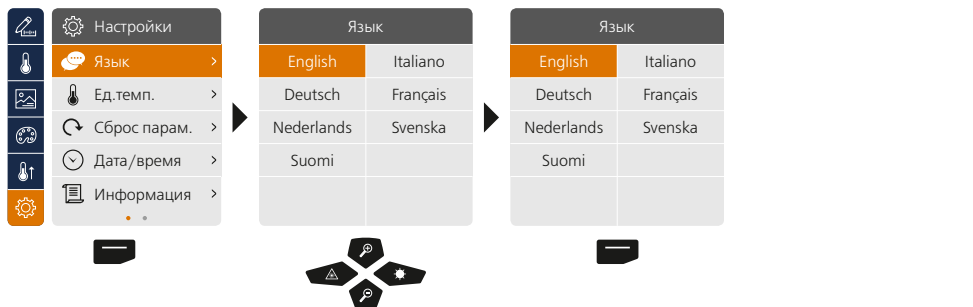 Настройки
Язык
Ед.темп.
Сброс парам.
Дата/время
Информация
Язык
English Italiano
Deutsch Français
Nederlands Svenska
Suomi
Язык
English Italiano
Deutsch Français
Nederlands Svenska
Suomi